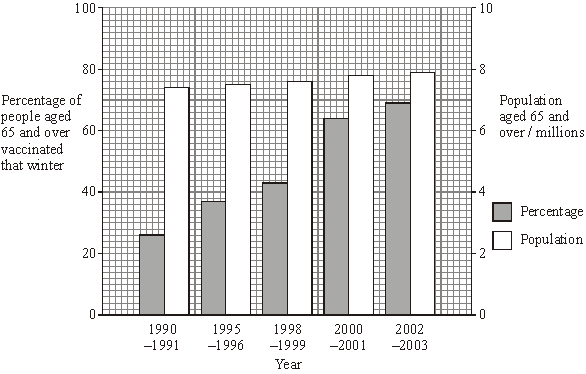 100
80
60
40
20
0
Percentage of
people aged
65 and over
vaccinated
that winter
10
8
6
4
2
0
Population
aged 65 and
over / millions
Percentage
Population
1990
–1991
1995
–1996
1998
–1999
2000
–2001
2002
–2003
Year